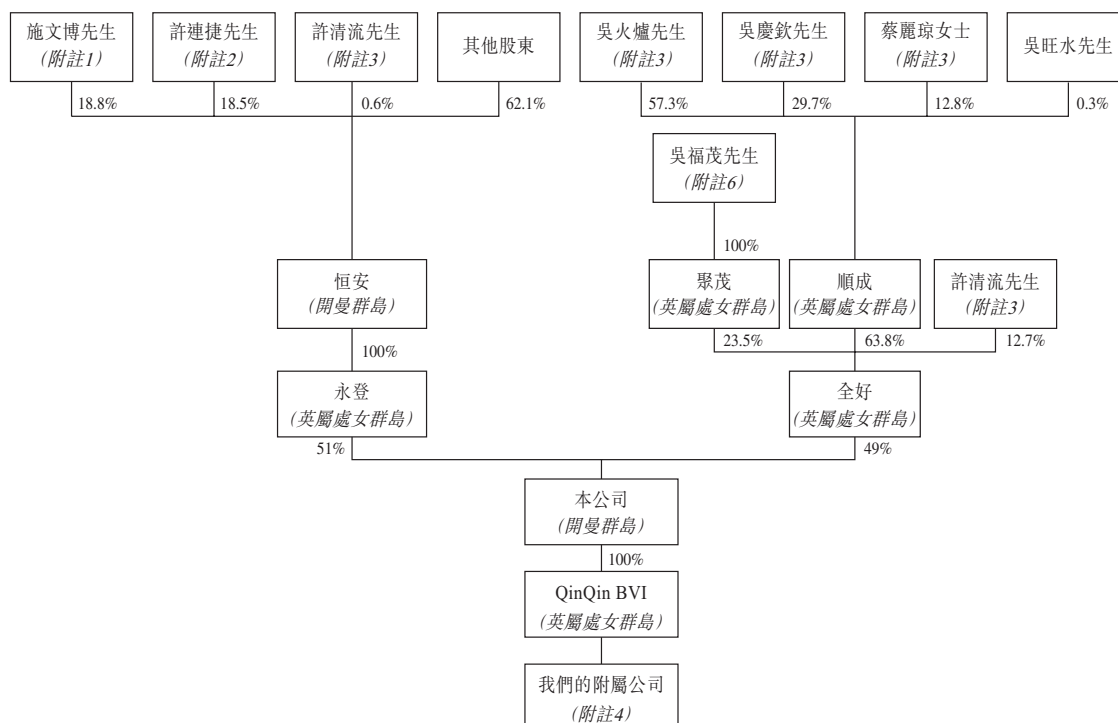 施文博先生
(附註1)
許連捷先生
(附註2)
許清流先生
(附註3)
其他股東
吳火爐先生
(附註3)
吳慶欽先生
(附註3)
蔡麗琼女士
(附註3)
吳旺水先生
18.8%
18.5%
0.6%
62.1%
57.3%
29.7%
12.8%
0.3%
吳福茂先生
(附註6)
100%
恒安
(開曼群島)
聚茂
(英屬處女群島)
順成
(英屬處女群島)
許清流先生
(附註3)
100%
23.5%
63.8%
12.7%
永登
(英屬處女群島)
全好
(英屬處女群島)
51%
49%
本公司
(開曼群島)
100%
QinQin BVI
(英屬處女群島)
我們的附屬公司
(附註4)